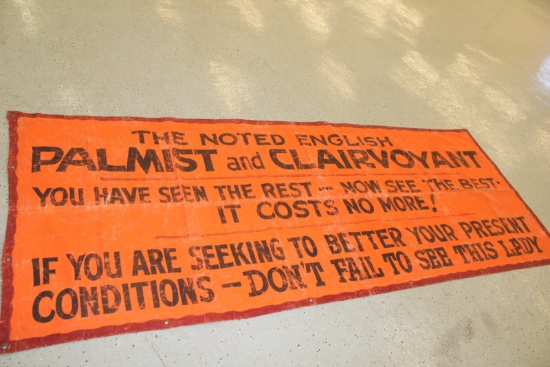 THE NOTED ENGLISH
PALMIST and CLAIRVOYANT
YOU HAVE SEEN THE REST - NOW SEE THE BEST-
IT COSTS NO MORE!
IF YOU ARE SEEKING TO BETTER YOUR PRESENT
CONDITIONS - DON'T FAIL TO SEE THIS LADY